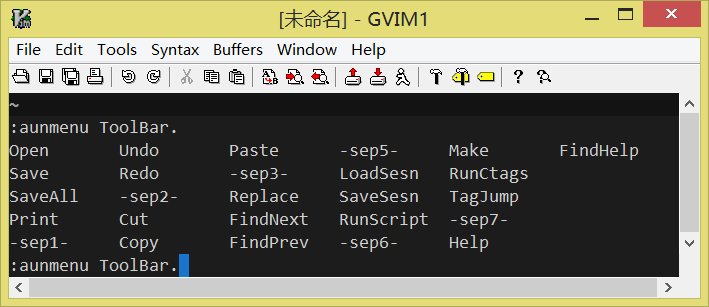 [未命名] - GVIM1
File Edit Tools Syntax Buffers Window Help
~
:aunmenu ToolBar.
Open Undo Paste -sep5- Make FindHelp
Save Redo -sep3- LoadSesn RunCtags
SaveAll -sep2- Replace SaveSesn TagJump
Print Cut FindNext RunScript -sep7-
-sep1- Copy FindPrev -sep6- Help
:aunmenu ToolBar.